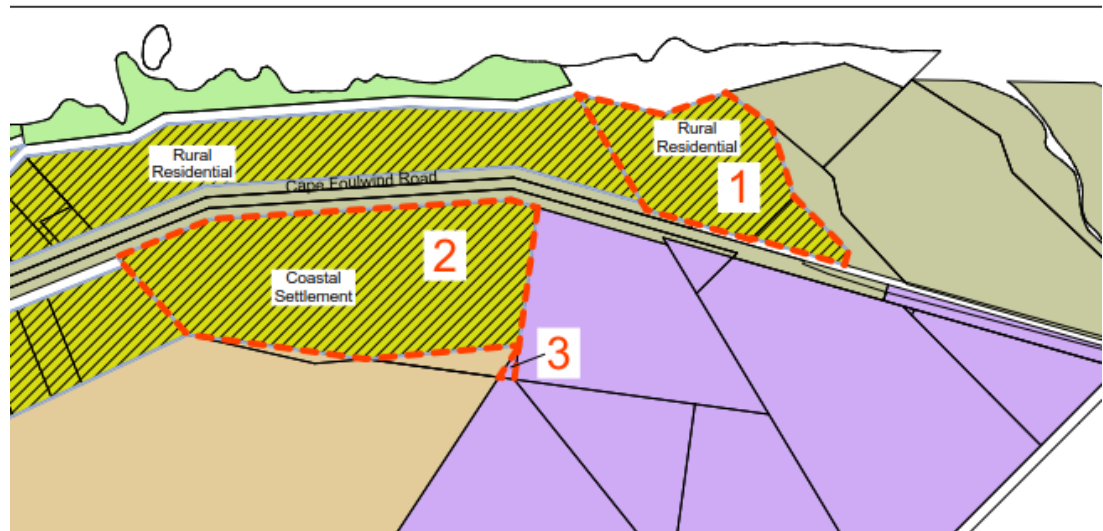 Rural
Residential
1
Rural
Residential
Cape Foulwind Road
2
Coastal
Settlement
3